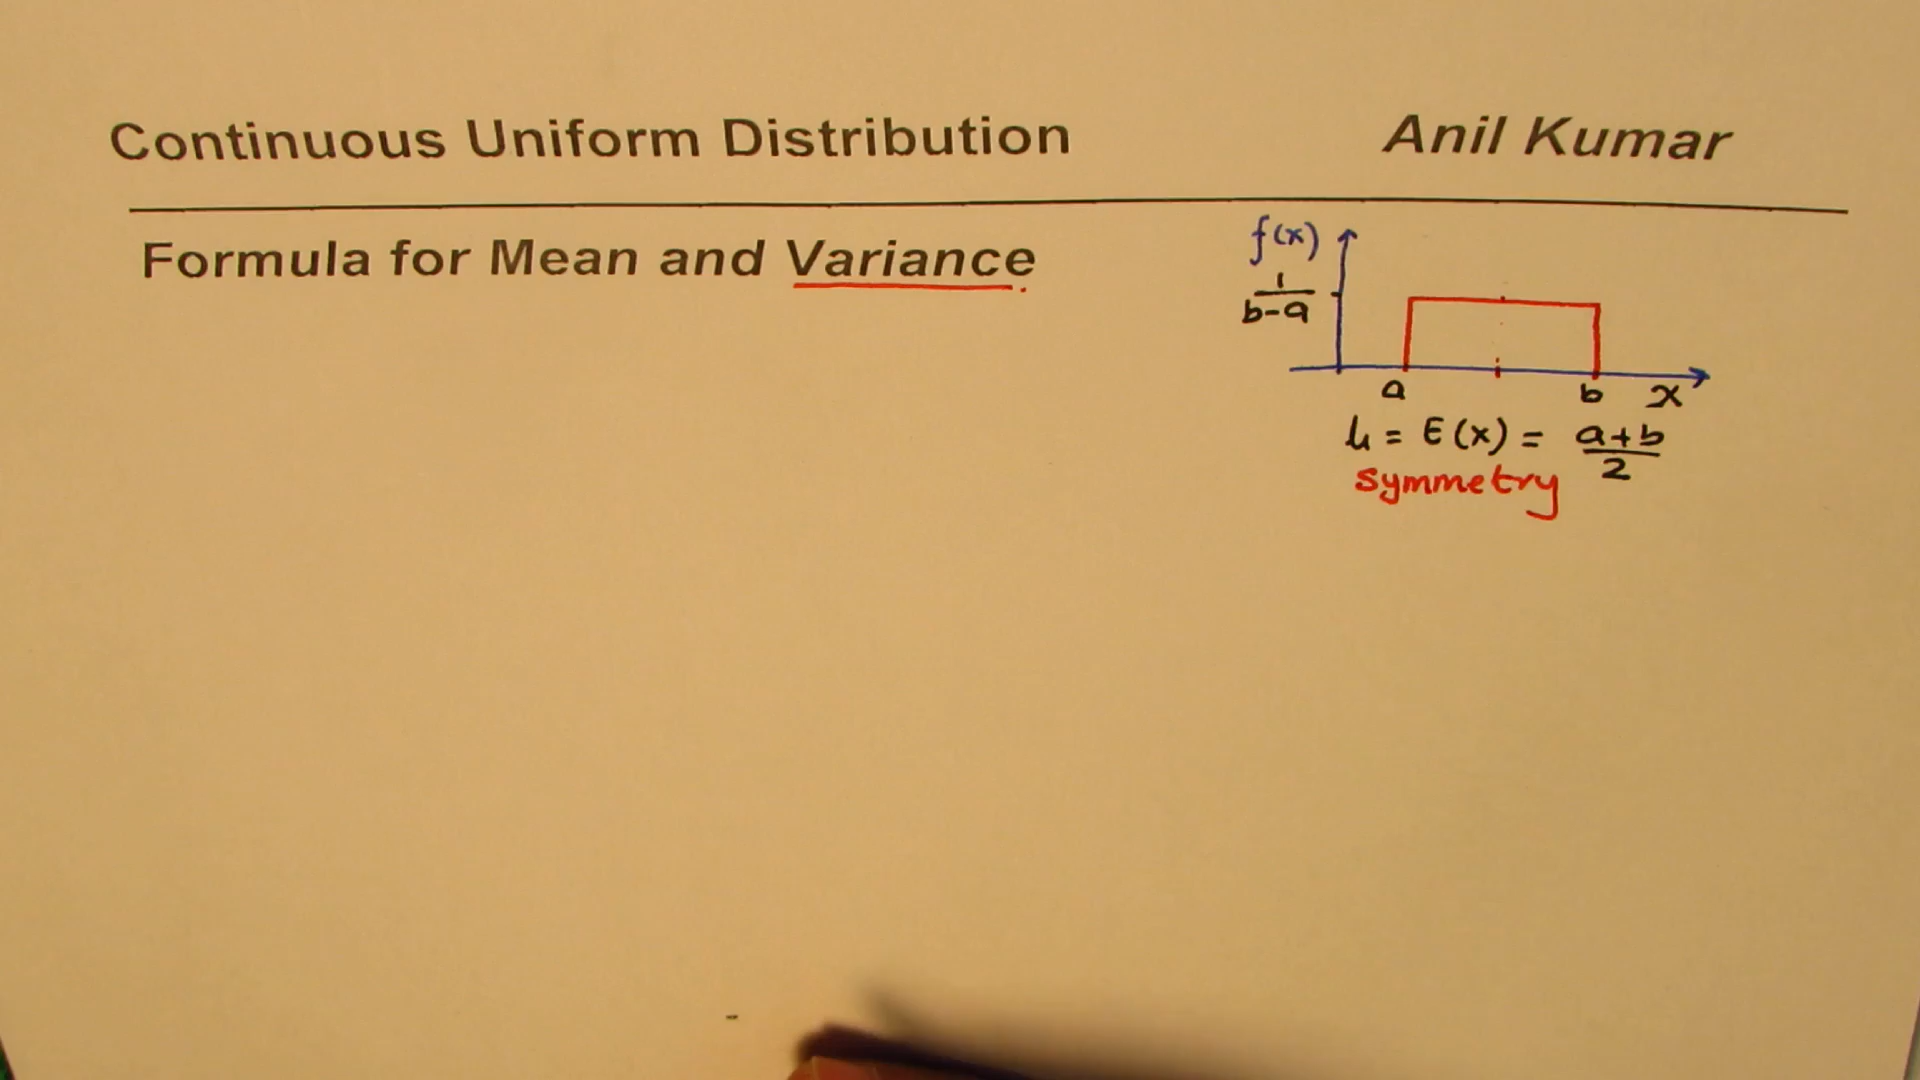 Continuous Uniform Distribution
Anil Kumar
Formula for Mean and Variance
f(x)
1/b-a
a b x
μ = E(x) = a+b/2
symmetry